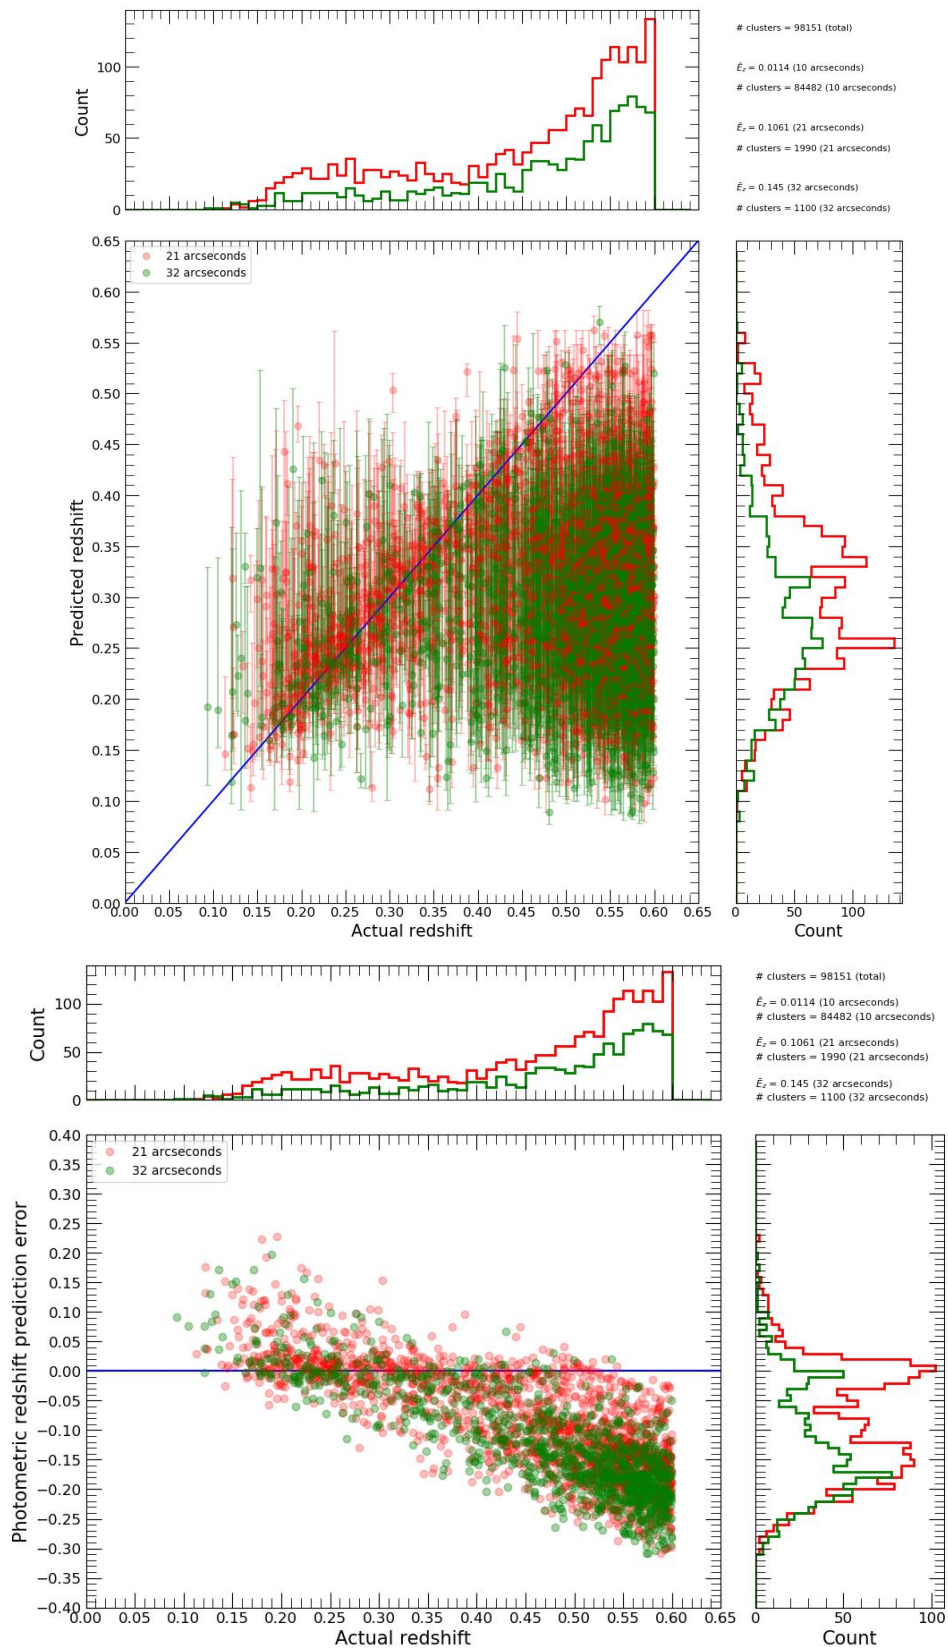 100
50
0
Count
# clusters = 98151 (total)
Êz = 0.0114 (10 arcseconds)
# clusters = 84482 (10 arcseconds)
Êz = 0.1061 (21 arcseconds)
# clusters = 1990 (21 arcseconds)
Êz = 0.145 (32 arcseconds)
# clusters = 1100 (32 arcseconds)
21 arcseconds
32 arcseconds
0.65
0.60
0.55
0.50
0.45
0.40
0.35
0.30
0.25
0.20
0.15
0.10
0.05
0.00
Predicted redshift
0.00 0.05 0.10 0.15 0.20 0.25 0.30 0.35 0.40 0.45 0.50 0.55 0.60 0.65
Actual redshift
0 50 100
Count
100
50
0
Count
# clusters = 98151 (total)
Êz = 0.0114 (10 arcseconds)
# clusters = 84482 (10 arcseconds)
Êz = 0.1061 (21 arcseconds)
# clusters = 1990 (21 arcseconds)
Êz = 0.145 (32 arcseconds)
# clusters = 1100 (32 arcseconds)
21 arcseconds
32 arcseconds
0.40
0.35
0.30
0.25
0.20
0.15
0.10
0.05
0.00
−0.05
−0.10
−0.15
−0.20
−0.25
−0.30
−0.35
−0.40
Photometric redshift prediction error
0.00 0.05 0.10 0.15 0.20 0.25 0.30 0.35 0.40 0.45 0.50 0.55 0.60 0.65
Actual redshift
0 50 100
Count